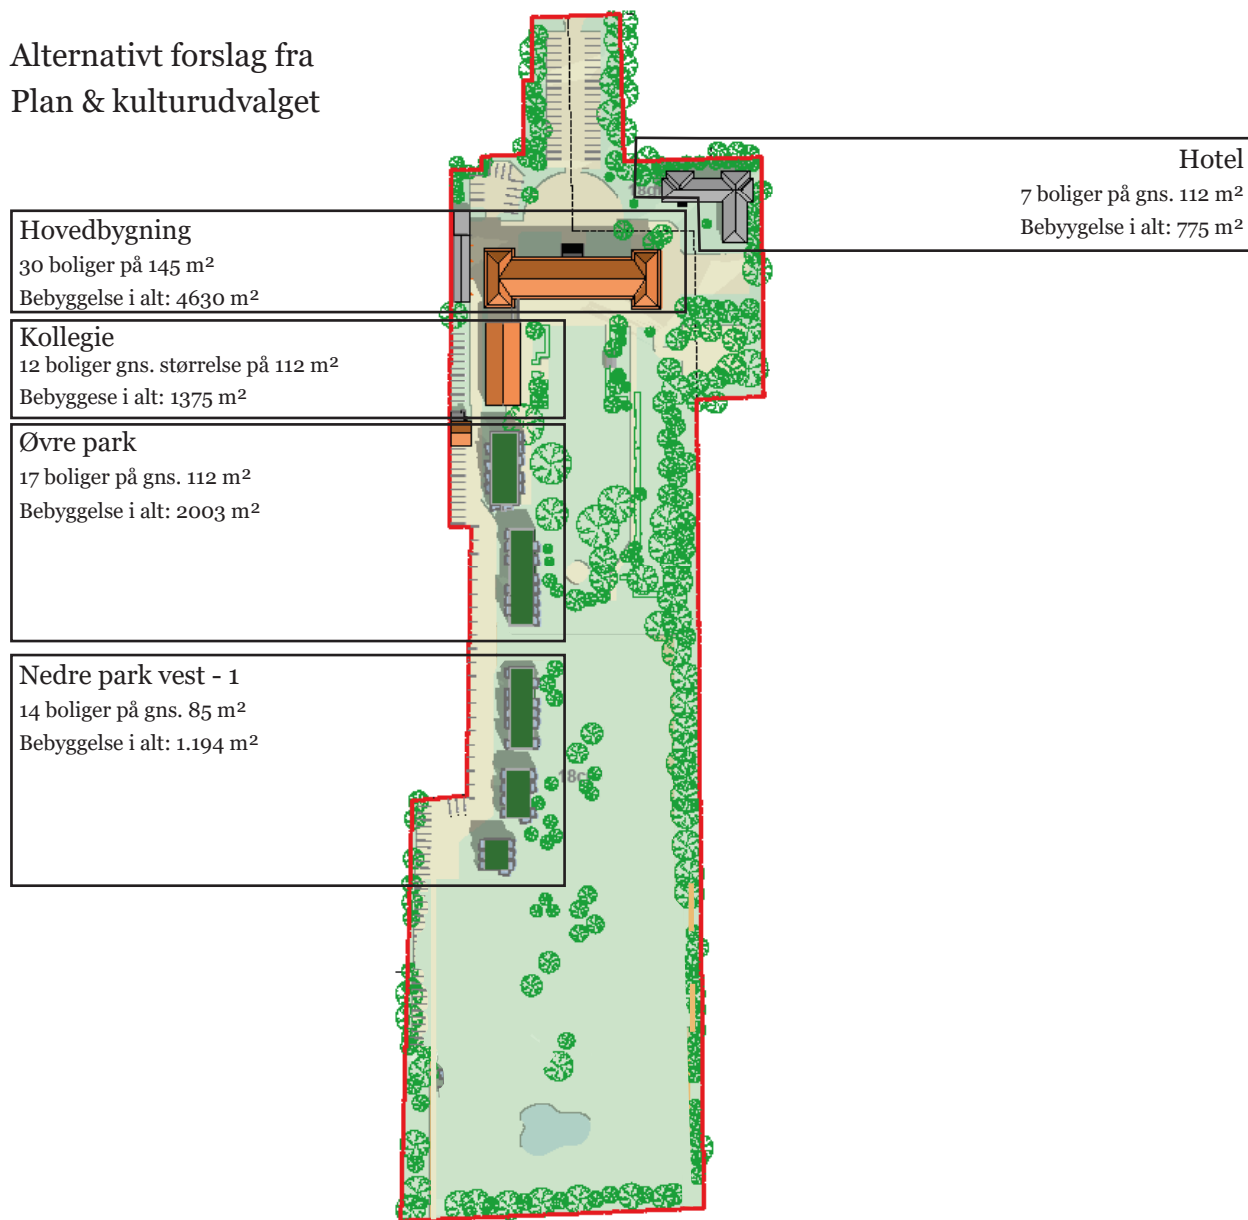 Alternativt forslag fra
Plan & kulturudvalget
Hotel
7 boliger på gns. 112 m²
Bebyygelse i alt: 775 m²
Hovedbygning
30 boliger på 145 m²
Bebyggelse i alt: 4630 m²
Kollegie
12 boliger gns. størrelse på 112 m²
Bebyggese i alt: 1375 m²
Øvre park
17 boliger på gns. 112 m²
Bebyggelse i alt: 2003 m²
Nedre park vest - 1
14 boliger på gns. 85 m²
Bebyggelse i alt: 1.194 m²